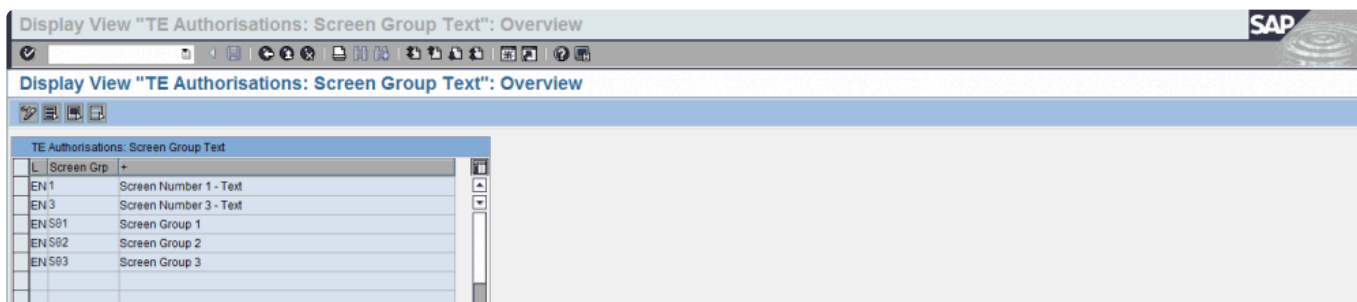 Display View "TE Authorisations: Screen Group Text": Overview
SAP
Display View "TE Authorisations: Screen Group Text": Overview
TE Authorisations: Screen Group Text
L Screen Grp +
EN 1 Screen Number 1 - Text
EN 3 Screen Number 3 - Text
EN S01 Screen Group 1
EN S02 Screen Group 2
EN S03 Screen Group 3